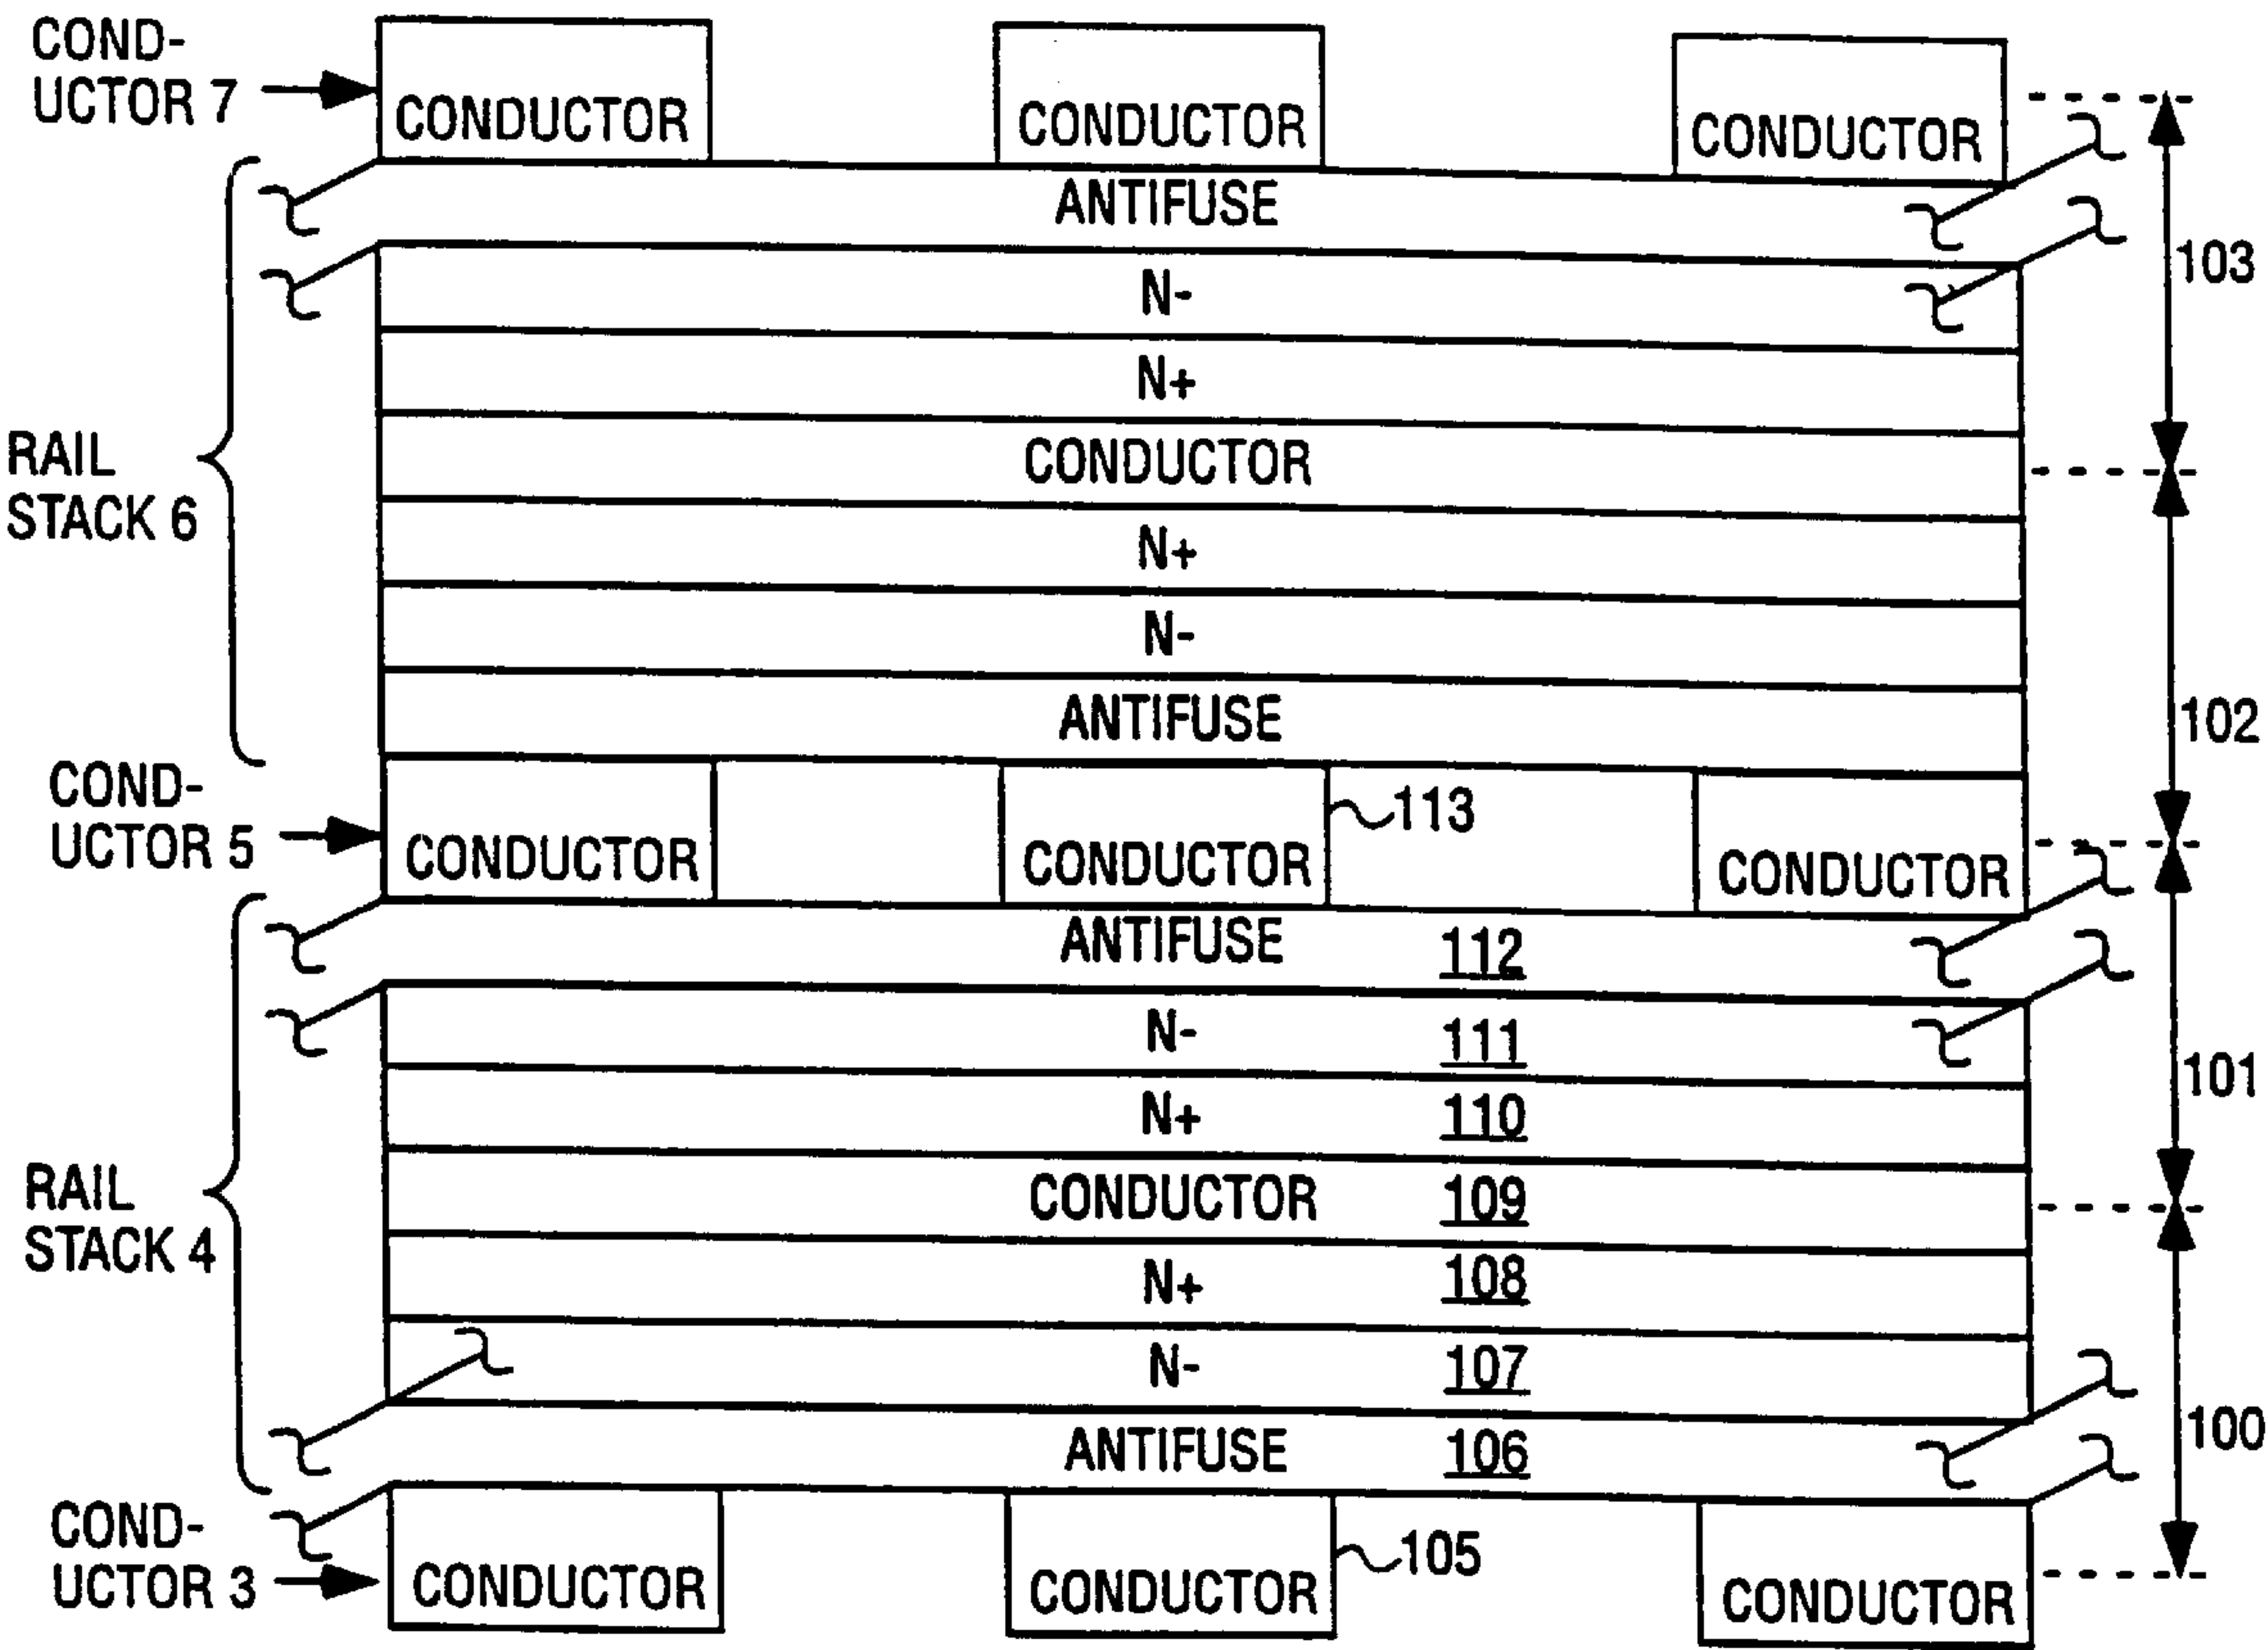 COND-
UCTOR 7
CONDUCTOR
CONDUCTOR
CONDUCTOR
ANTIFUSE
N-
103
N+
RAIL
STACK 6
CONDUCTOR
N+
N-
102
ANTIFUSE
COND-
UCTOR 5
CONDUCTOR
CONDUCTOR
113
CONDUCTOR
ANTIFUSE 112
N- 111
101
N+ 110
RAIL
STACK 4
CONDUCTOR 109
N+ 108
N- 107
100
ANTIFUSE 106
COND-
UCTOR 3
CONDUCTOR
CONDUCTOR
105
CONDUCTOR